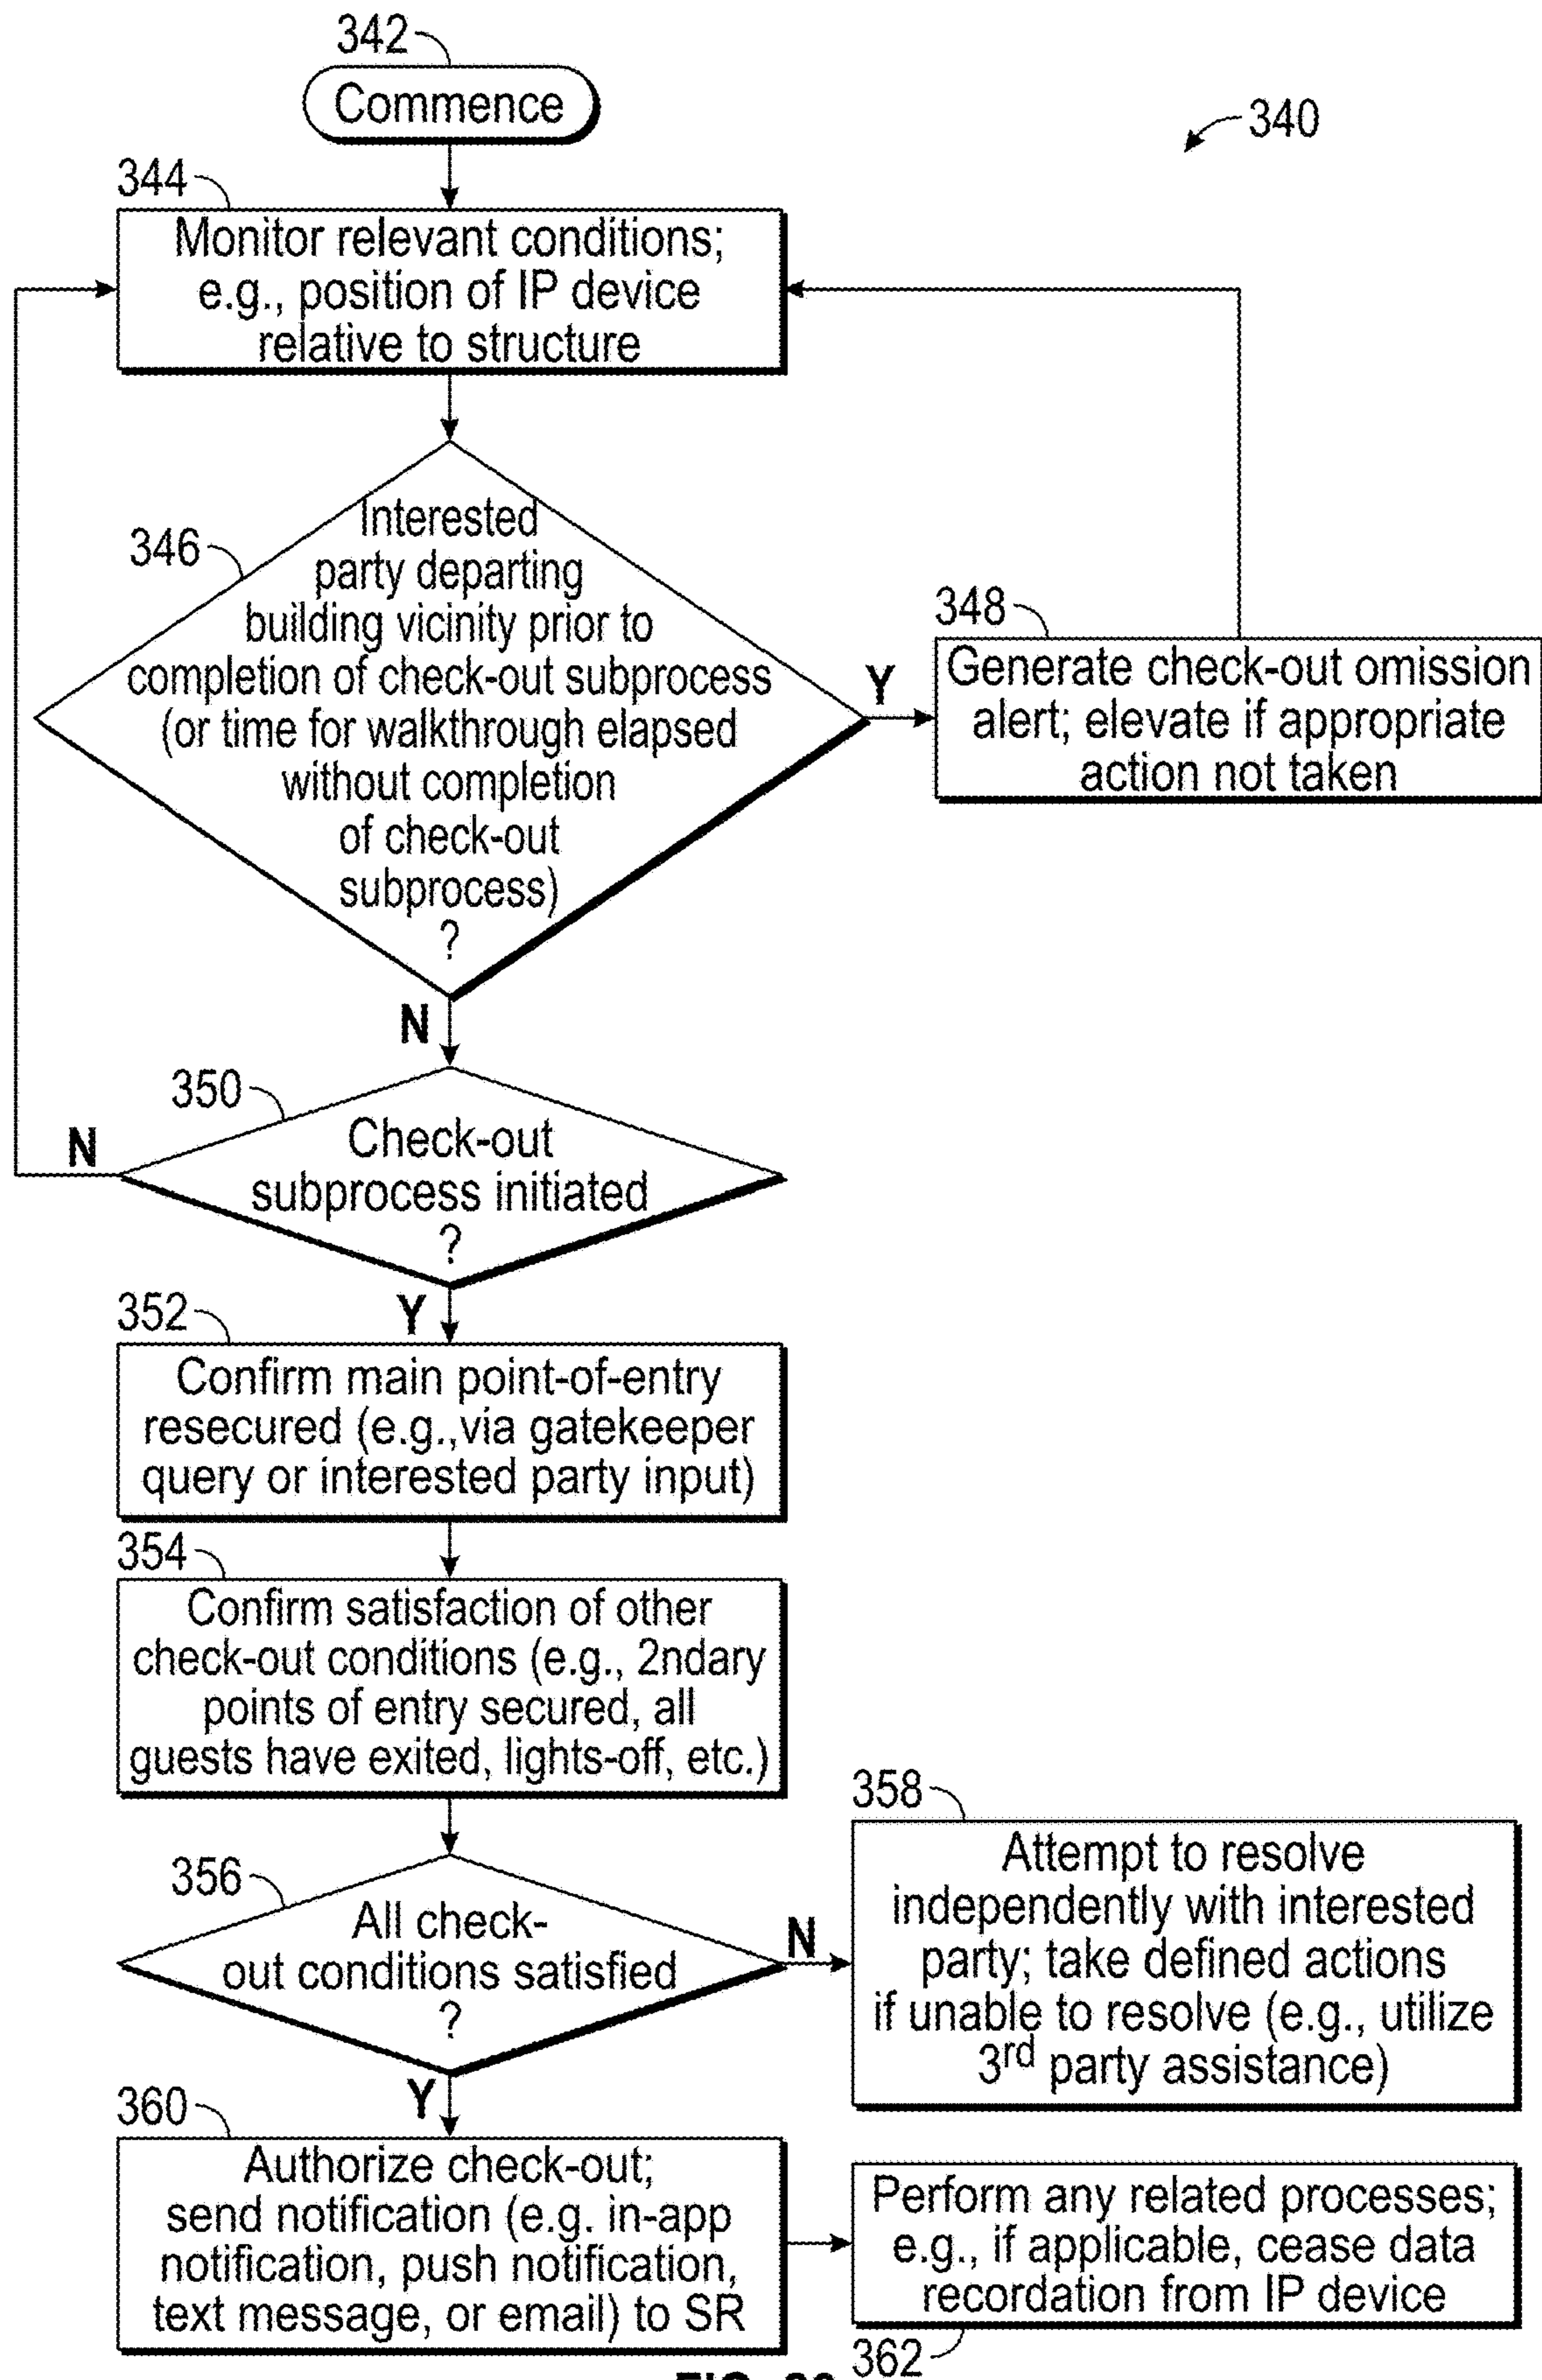 342
Commence
340
344
Monitor relevant conditions;
e.g., position of IP device
relative to structure
346
Interested
party departing
building vicinity prior to
completion of check-out subprocess
(or time for walkthrough elapsed
without completion
of check-out
subprocess)
?
Y
348
Generate check-out omission
alert; elevate if appropriate
action not taken
N
350
Check-out
subprocess initiated
?
N
Y
352
Confirm main point-of-entry
resecured (e.g.,via gatekeeper
query or interested party input)
354
Confirm satisfaction of other
check-out conditions (e.g., 2ndary
points of entry secured, all
guests have exited, lights-off, etc.)
356
All check-
out conditions satisfied
?
N
358
Attempt to resolve
independently with interested
party; take defined actions
if unable to resolve (e.g., utilize
3rd party assistance)
Y
360
Authorize check-out;
send notification (e.g. in-app
notification, push notification,
text message, or email) to SR
Perform any related processes;
e.g., if applicable, cease data
recordation from IP device
362